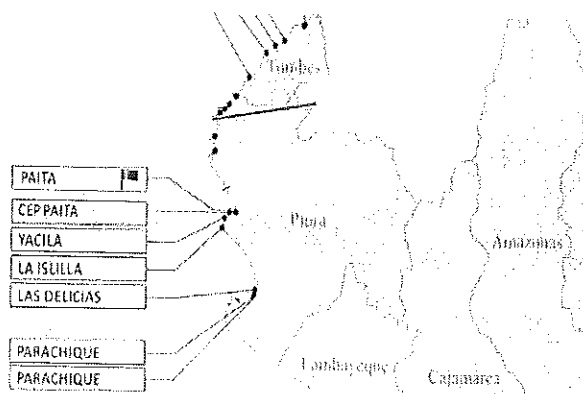 Tumbes
PAITA
CEP PAITA
YACILA
Piura
Amazonas
LA ISLILLA
LAS DELICIAS
PARACHIQUE
Lambayeque
PARACHIQUE
Cajamarca